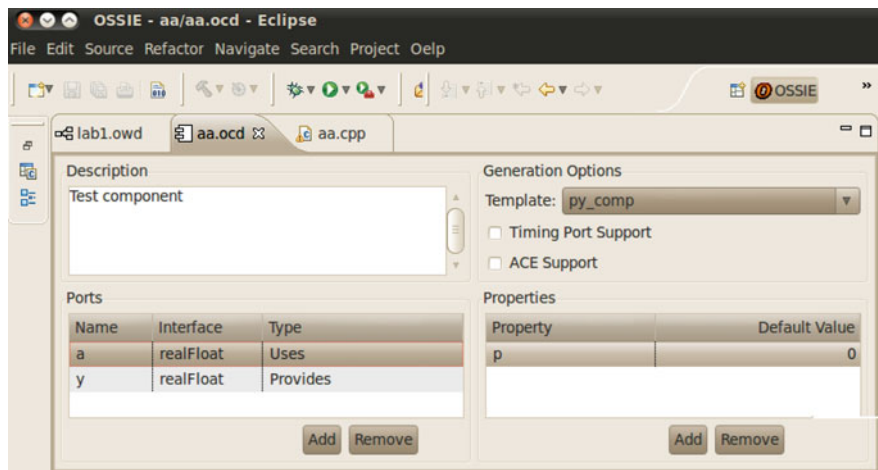 OSSIE - aa/aa.ocd - Eclipse
File Edit Source Refactor Navigate Search Project Oelp
OSSIE
»
lab1.owd
aa.ocd
aa.cpp
Description
Test component
Generation Options
Template: py_comp
Timing Port Support
ACE Support
Ports
Name Interface Type
a realFloat Uses
y realFloat Provides
Add Remove
Properties
Property Default Value
p 0
Add Remove